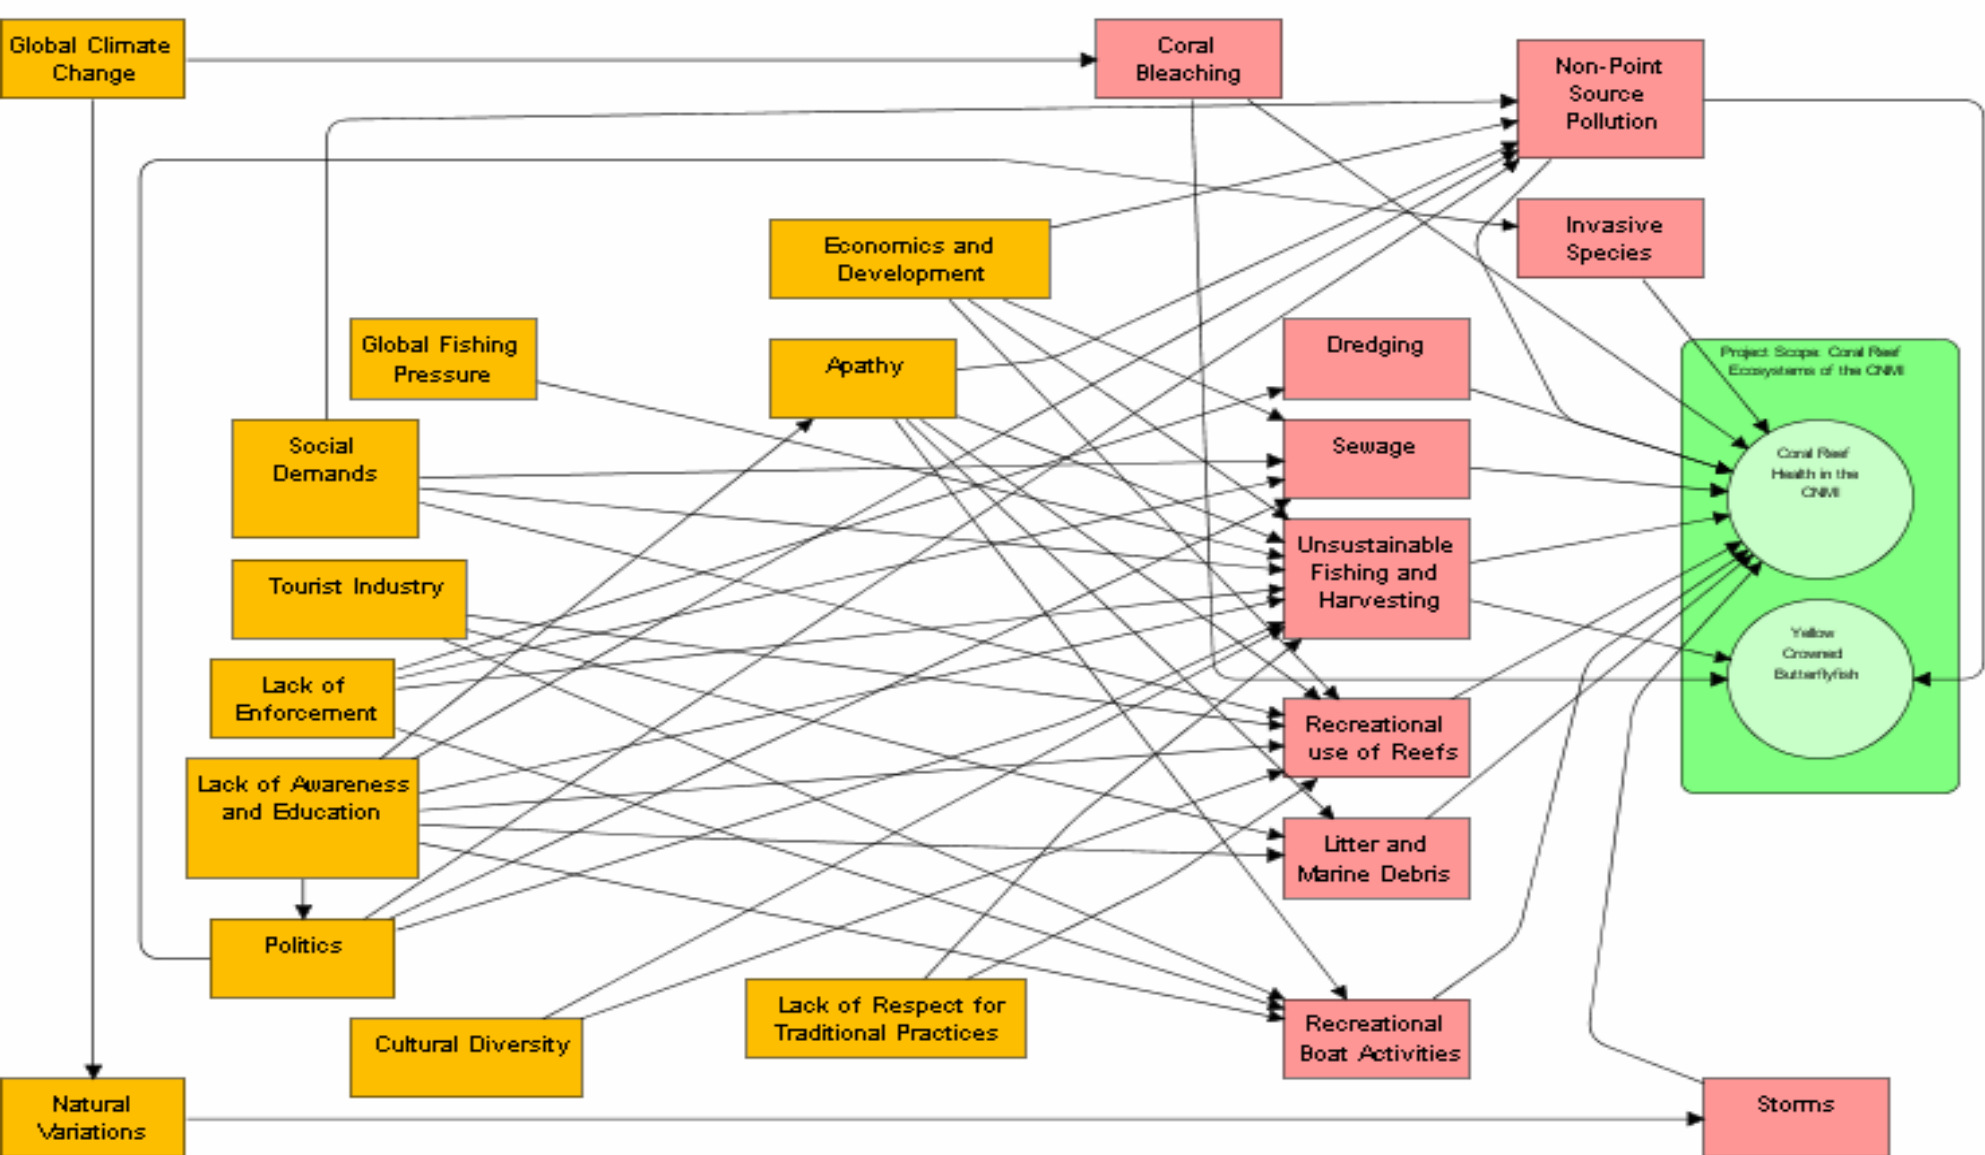 Global Climate
Change
Coral
Bleaching
Non-Point
Source
Pollution
Invasive
Species
Economics and
Development
Global Fishing
Pressure
Apathy
Dredging
Project Scope: Coral Reef
Ecosystems of the CNMI
Social
Demands
Sewage
Coral Reef
Health in the
CNMI
Unsustainable
Fishing and
Harvesting
Tourist Industry
Yellow
Crowned
Butterflyfish
Lack of
Enforcement
Recreational
use of Reefs
Lack of Awareness
and Education
Litter and
Marine Debris
Politics
Lack of Respect for
Traditional Practices
Recreational
Boat Activities
Cultural Diversity
Natural
Variations
Storms